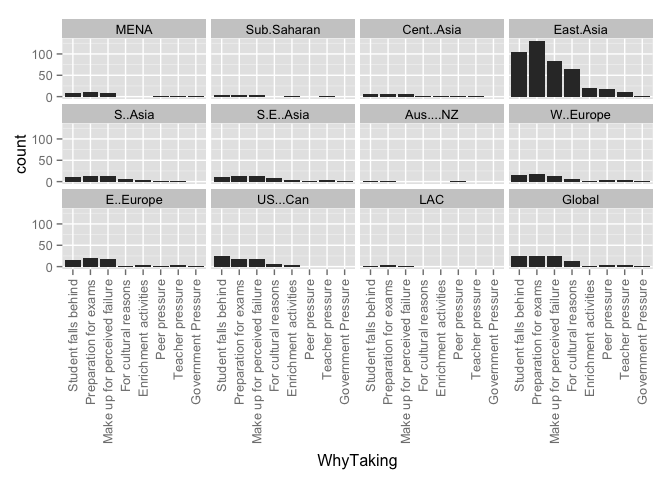 MENA
Sub.Saharan
Cent..Asia
East.Asia
100
50
0
S..Asia
S.E..Asia
Aus....NZ
W..Europe
100
50
0
E..Europe
US...Can
LAC
Global
100
50
0
count
Student falls behind
Preparation for exams
Make up for perceived failure
For cultural reasons
Enrichment activities
Peer pressure
Teacher pressure
Government Pressure
Student falls behind
Preparation for exams
Make up for perceived failure
For cultural reasons
Enrichment activities
Peer pressure
Teacher pressure
Government Pressure
Student falls behind
Preparation for exams
Make up for perceived failure
For cultural reasons
Enrichment activities
Peer pressure
Teacher pressure
Government Pressure
Student falls behind
Preparation for exams
Make up for perceived failure
For cultural reasons
Enrichment activities
Peer pressure
Teacher pressure
Government Pressure
WhyTaking